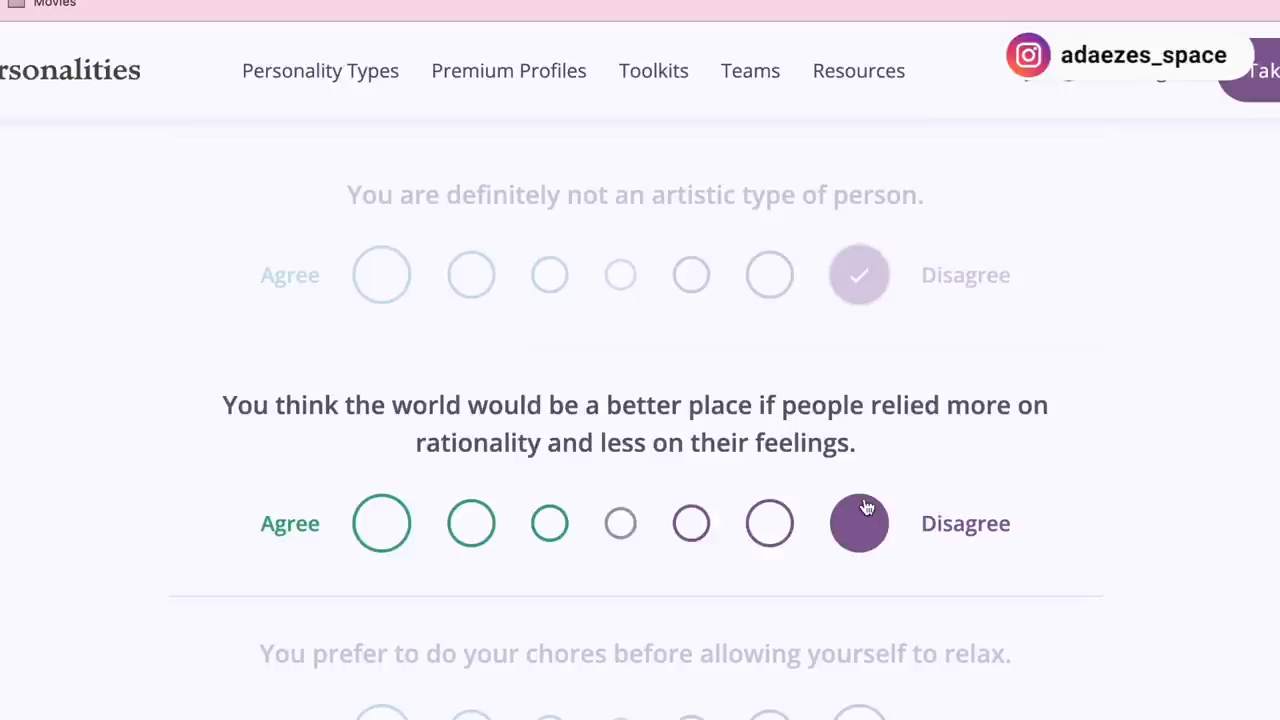 Movies
rsonalities
Personality Types
Premium Profiles
Toolkits
Teams
Resources
adaezes_space
Tak
You are definitely not an artistic type of person.
Agree
Disagree
You think the world would be a better place if people relied more on
rationality and less on their feelings.
Agree
Disagree
You prefer to do your chores before allowing yourself to relax.